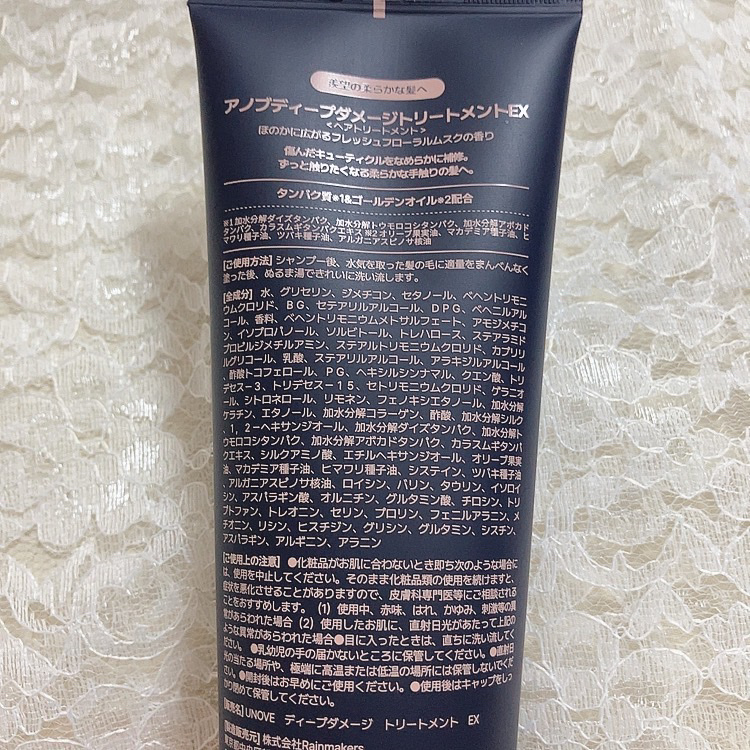 羨望の柔らかな髪へ
アノブディープダメージトリートメントEX
<ヘアトリートメント>
ほのかに広がるフレッシュフローラルムスクの香り
傷んだキューティクルをなめらかに補修。
ずっと触りたくなる柔らかな手触りの髪へ。
タンパク質※1&ゴールデンオイル※2配合
※1 加水分解ダイズタンパク、加水分解トウモロコシタンパク、加水分解アボカド
タンパク、カラスムギタンパクエキス ※2 オリーブ果実油、マカデミア種子油、ヒ
マワリ種子油、ツバキ種子油、アルガニアスピノサ核油
[ご使用方法] シャンプー後、水気を取った髪の毛に適量をまんべんなく
塗った後、ぬるま湯できれいに洗い流します。
[全成分] 水、グリセリン、ジメチコン、セタノール、ベヘントリモニ
ウムクロリド、BG、セテアリルアルコール、DPG、ベヘニルアル
コール、香料、ベヘントリモニウムメトサルフェート、アモジメチコ
ン、イソプロパノール、ソルビトール、トレハロース、ステアラミド
プロピルジメチルアミン、ステアルトリモニウムクロリド、カプリリ
ルグリコール、乳酸、ステアリルアルコール、アラキジルアルコール
、酢酸トコフェロール、PG、ヘキシルシンナマル、クエン酸、トリ
デセス-3、トリデセス-15、セトリモニウムクロリド、ゲラニオ
ール、シトロネロール、リモネン、フェノキシエタノール、加水分解
ケラチン、エタノール、加水分解コラーゲン、酢酸、加水分解シルク
、1,2-ヘキサンジオール、加水分解ダイズタンパク、加水分解ト
ウモロコシタンパク、加水分解アボカドタンパク、カラスムギタンパ
クエキス、シルクアミノ酸、エチルヘキサンジオール、オリーブ果実
油、マカデミア種子油、ヒマワリ種子油、システイン、ツバキ種子油
、アルガニアスピノサ核油、ロイシン、バリン、タウリン、イソロイ
シン、アスパラギン酸、オルニチン、グルタミン酸、チロシン、トリ
プトファン、トレオニン、セリン、プロリン、フェニルアラニン、メ
チオニン、リシン、ヒスチジン、グリシン、グルタミン、シスチン、
アスパラギン、アルギニン、アラニン
[ご使用上の注意] ●化粧品がお肌に合わないとき即ち次のような場合に
は、使用を中止してください。そのまま化粧品類の使用を続けますと、
症状を悪化させることがありますので、皮膚科専門医等にご相談される
ことをおすすめします。(1) 使用中、赤味、はれ、かゆみ、刺激等の異
常があらわれた場合 (2) 使用したお肌に、直射日光があたって上記の
ような異常があらわれた場合●目に入ったときは、直ちに洗い流してく
ださい。●乳幼児の手の届かないところに保管してください。●直射日
光の当たる場所や、極端に高温または低温の場所には保管しないでくだ
さい。●開封後はお早めにご使用ください。●使用後はキャップをしっ
かり閉めて保管してください。
[販売名] UNOVE ディープダメージ トリートメント EX
[製造販売元] 株式会社Rainmakers
東京都中央区